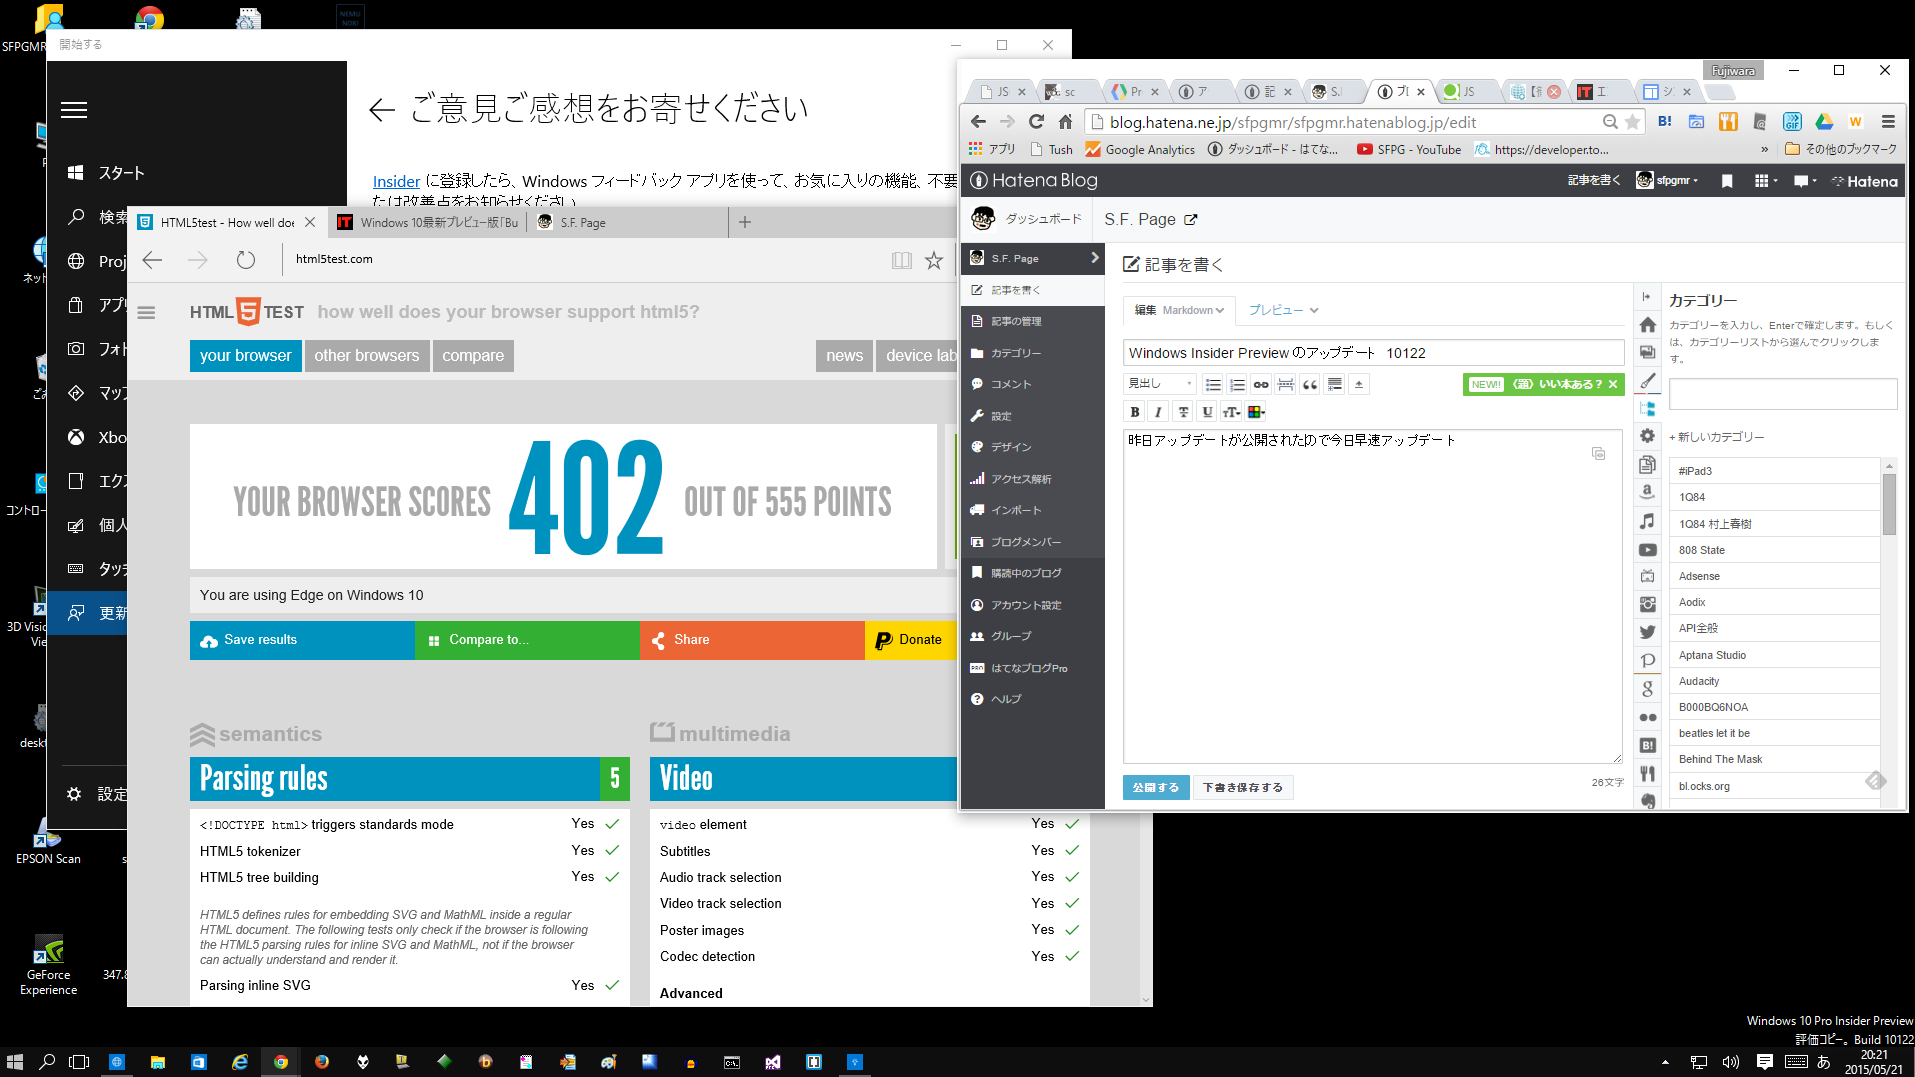 SFPGMR
開始する
ご意見ご感想をお寄せください
Insider に登録したら、Windows フィードバック アプリを使って、お気に入りの機能、不要
たは改善点をお知らせください
スタート
検索
Proj
アプリ
フォト
マップ
Xbo
エクス
個人
タッチ
更新
設定
ネット
コントロー
3D Visio
Vie
deskt
EPSON Scan
GeForce
Experience
347.8
HTML5test - How well doe
Windows 10最新プレビュー版「Bu
S.F. Page
html5test.com
HTML 5 TEST how well does your browser support html5?
your browser
other browsers
compare
news
device lab
YOUR BROWSER SCORES 402 OUT OF 555 POINTS
You are using Edge on Windows 10
Save results
Compare to...
Share
Donate
semantics
Parsing rules 5
<!DOCTYPE html> triggers standards mode Yes ✓
HTML5 tokenizer Yes ✓
HTML5 tree building Yes ✓
HTML5 defines rules for embedding SVG and MathML inside a regular
HTML document. The following tests only check if the browser is following
the HTML5 parsing rules for inline SVG and MathML, not if the browser
can actually understand and render it.
Parsing inline SVG Yes ✓
multimedia
Video
video element Yes ✓
Subtitles Yes ✓
Audio track selection Yes ✓
Video track selection Yes ✓
Poster images Yes ✓
Codec detection Yes ✓
Advanced
Fujiwara
JS
sc
Pr
ア
記
S.
ブ
JS
エ
シ
blog.hatena.ne.jp/sfpgmr/sfpgmr.hatenablog.jp/edit
アプリ
Tush
Google Analytics
ダッシュボード - はてな...
SFPG - YouTube
https://developer.to...
»
その他のブックマーク
Hatena Blog
記事を書く
sfpgmr
Hatena
ダッシュボード
S.F. Page
S.F. Page
記事を書く
記事の管理
カテゴリー
コメント
設定
デザイン
アクセス解析
インポート
ブログメンバー
購読中のブログ
アカウント設定
グループ
PRO はてなブログPro
ヘルプ
記事を書く
編集 Markdown
プレビュー
Windows Insider Preview のアップデート 10122
見出し
NEW!! 〈題〉いい本ある？ ✕
B I T U TT
昨日アップデートが公開されたので今日早速アップデート
公開する
下書き保存する
26文字
カテゴリー
カテゴリーを入力し、Enterで確定します。もしく
は、カテゴリーリストから選んでクリックしま
す。
+ 新しいカテゴリー
#iPad3
1Q84
1Q84 村上春樹
808 State
Adsense
Aodix
API全般
Aptana Studio
Audacity
B000BQ6NOA
beatles let it be
Behind The Mask
bl.ocks.org
Windows 10 Pro Insider Preview
評価コピー。 Build 10122
あ
20:21
2015/05/21